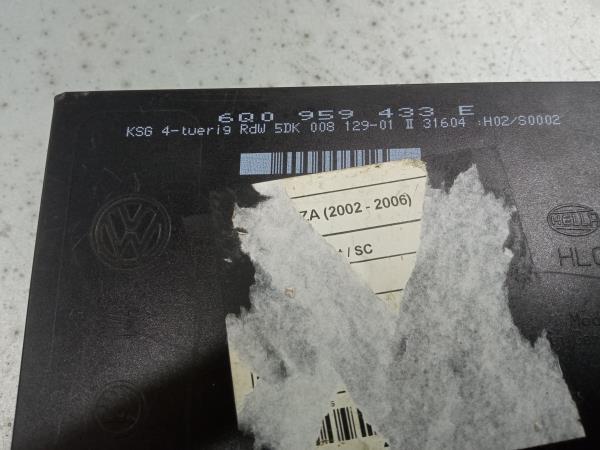 6Q0 959 433 E
KSG 4-tuerig RdW 5DK 008 129-01 II 31604 :H02/S0002
ZA (2002 - 2006)
/ SC
HELLA